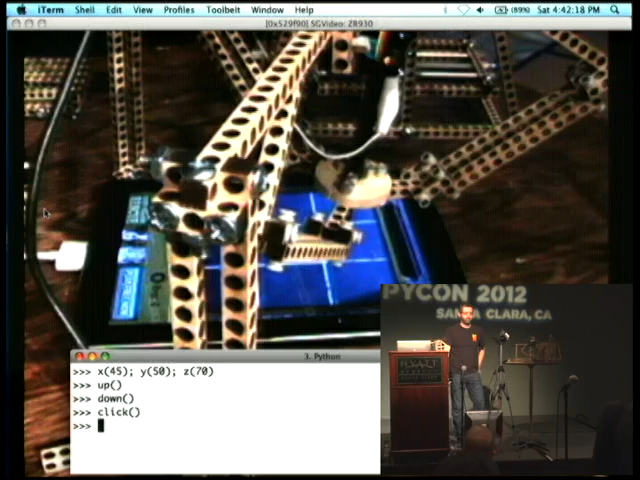 iTerm Shell Edit View Profiles Toolbelt Window Help (89%) Sat 4:42:18 PM
[0x529f90] SGVideo: ZR930
3. Python
>>> x(45); y(50); z(70)
>>> up()
>>> down()
>>> click()
>>>
PYCON 2012
SANTA CLARA, CA
HYATT